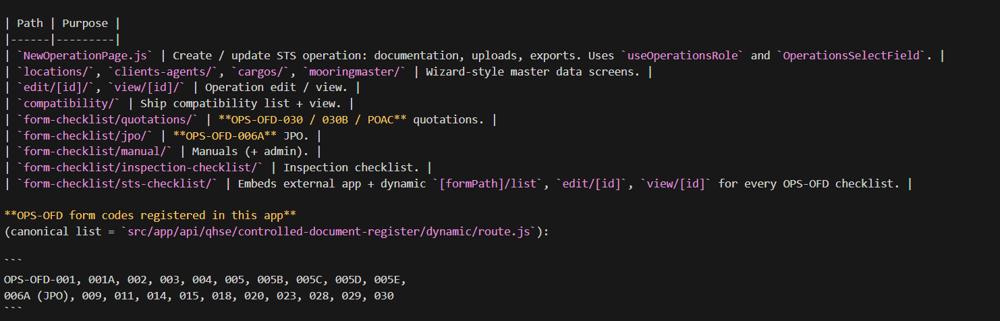 | Path | Purpose |
|------|---------|
| `NewOperationPage.js` | Create / update STS operation: documentation, uploads, exports. Uses `useOperationsRole` and `OperationsSelectField`. |
| `locations/`, `clients-agents/`, `cargos/`, `mooringmaster/` | Wizard-style master data screens. |
| `edit/[id]/`, `view/[id]/` | Operation edit / view. |
| `compatibility/` | Ship compatibility list + view. |
| `form-checklist/quotations/` | **OPS-OFD-030 / 030B / POAC** quotations. |
| `form-checklist/jpo/` | **OPS-OFD-006A** JPO. |
| `form-checklist/manual/` | Manuals (+ admin). |
| `form-checklist/inspection-checklist/` | Inspection checklist. |
| `form-checklist/sts-checklist/` | Embeds external app + dynamic `[formPath]/list`, `edit/[id]`, `view/[id]` for every OPS-OFD checklist. |
**OPS-OFD form codes registered in this app**
(canonical list = `src/app/api/qhse/controlled-document-register/dynamic/route.js`):
```
OPS-OFD-001, 001A, 002, 003, 004, 005, 005B, 005C, 005D, 005E,
006A (JPO), 009, 011, 014, 015, 018, 020, 023, 028, 029, 030
```